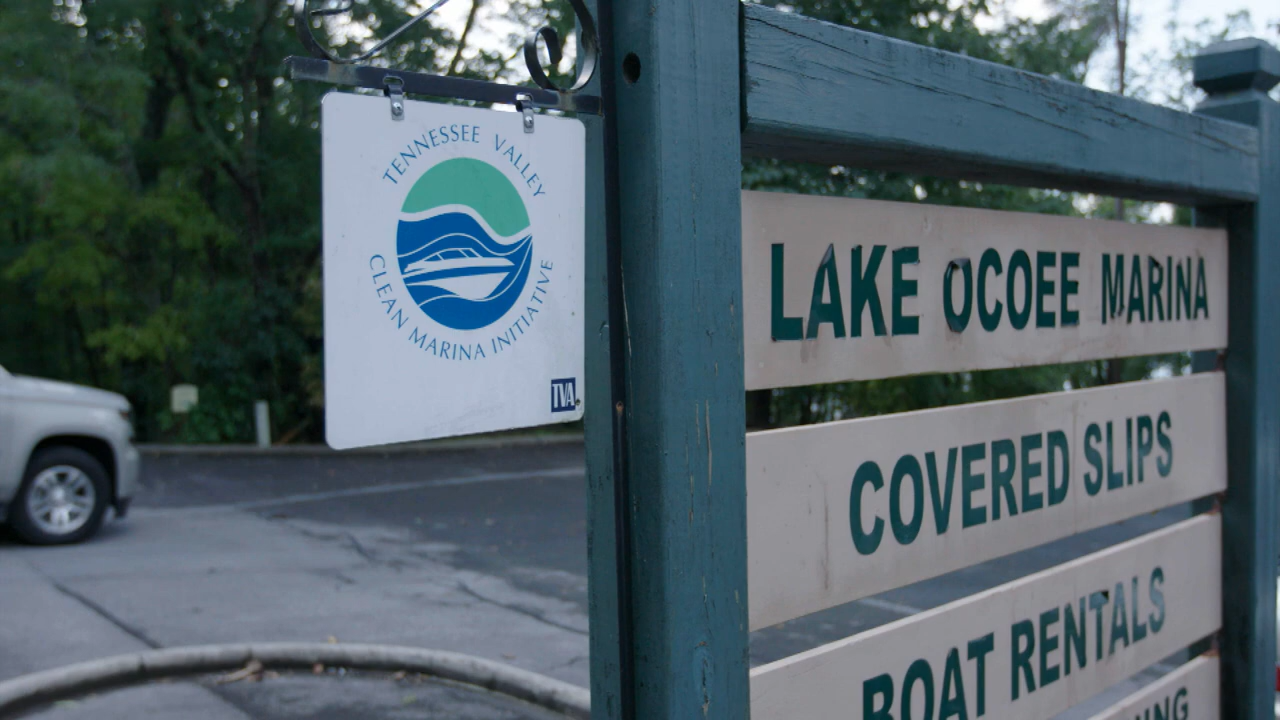 TENNESSEE VALLEY
CLEAN MARINA INITIATIVE
TVA
LAKE OCOEE MARINA
COVERED SLIPS
BOAT RENTALS